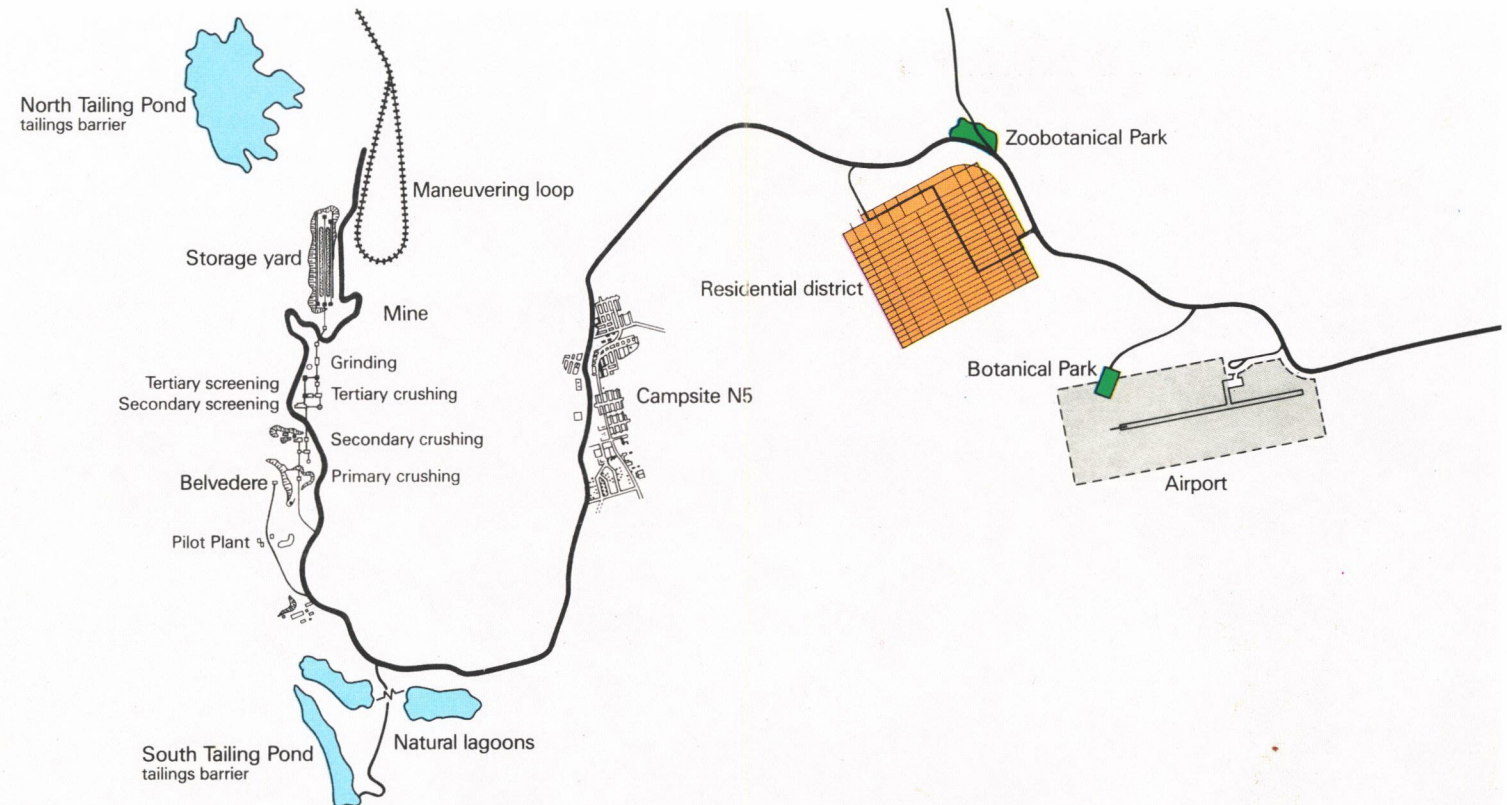 North Tailing Pond
tailings barrier
Maneuvering loop
Storage yard
Mine
Grinding
Tertiary screening
Secondary screening
Tertiary crushing
Secondary crushing
Belvedere
Primary crushing
Pilot Plant
South Tailing Pond
tailings barrier
Natural lagoons
Campsite N5
Zoobotanical Park
Residential district
Botanical Park
Airport